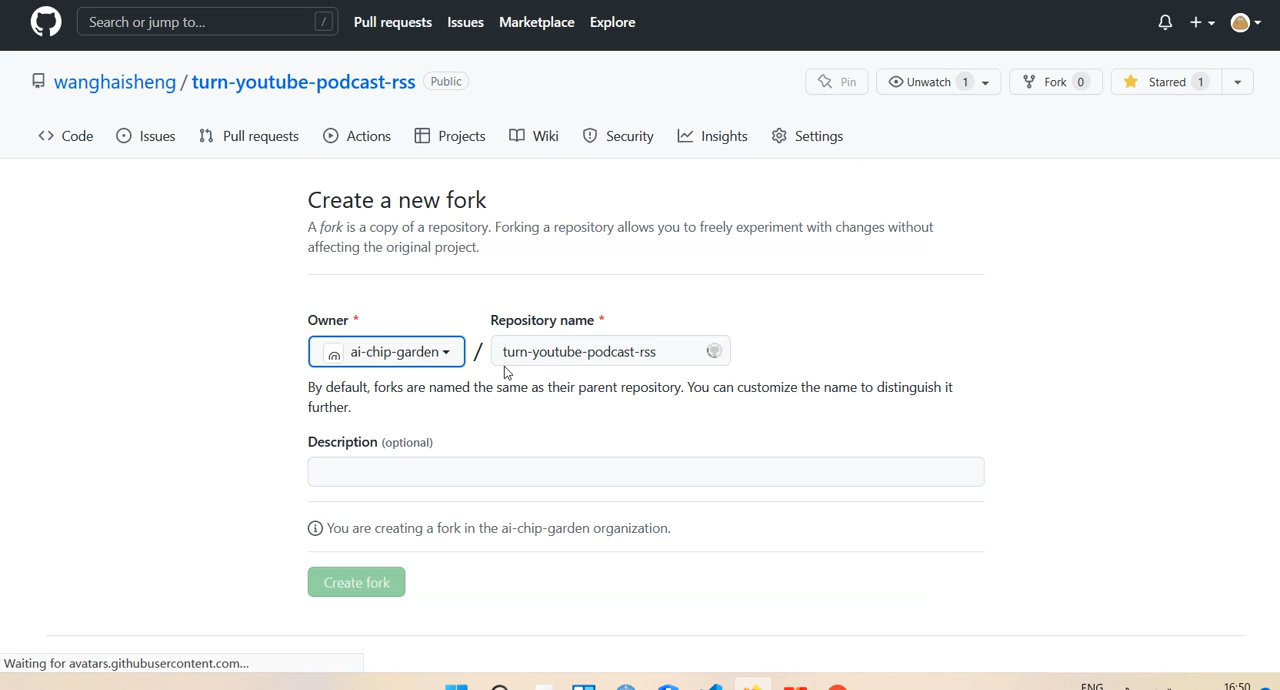 Search or jump to... /
Pull requests Issues Marketplace Explore
wanghaisheng / turn-youtube-podcast-rss Public
Pin Unwatch 1 Fork 0 Starred 1
Code Issues Pull requests Actions Projects Wiki Security Insights Settings
Create a new fork
A fork is a copy of a repository. Forking a repository allows you to freely experiment with changes without
affecting the original project.
Owner * Repository name *
ai-chip-garden / turn-youtube-podcast-rss
By default, forks are named the same as their parent repository. You can customize the name to distinguish it
further.
Description (optional)
You are creating a fork in the ai-chip-garden organization.
Create fork
Waiting for avatars.githubusercontent.com...
ENG 16:50